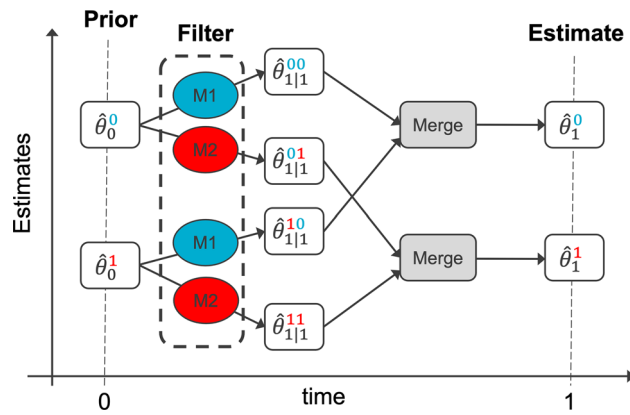 Prior
Filter
Estimate
Estimates
M1
M2
M1
M2
θ̂₀⁰
θ̂₀¹
θ̂₁|₁⁰⁰
θ̂₁|₁⁰¹
θ̂₁|₁¹⁰
θ̂₁|₁¹¹
Merge
Merge
θ̂₁⁰
θ̂₁¹
0
time
1